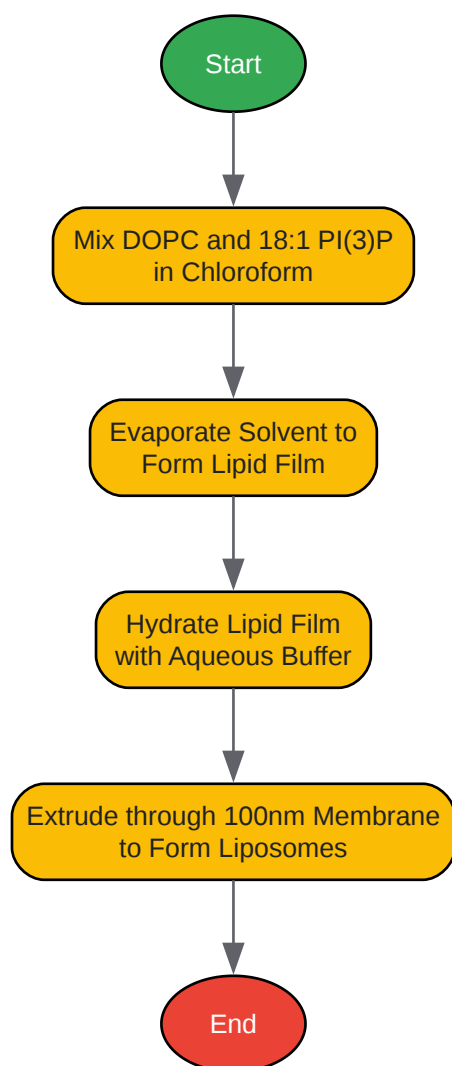 Start
Mix DOPC and 18:1 PI(3)P
in Chloroform
Evaporate Solvent to
Form Lipid Film
Hydrate Lipid Film
with Aqueous Buffer
Extrude through 100nm Membrane
to Form Liposomes
End